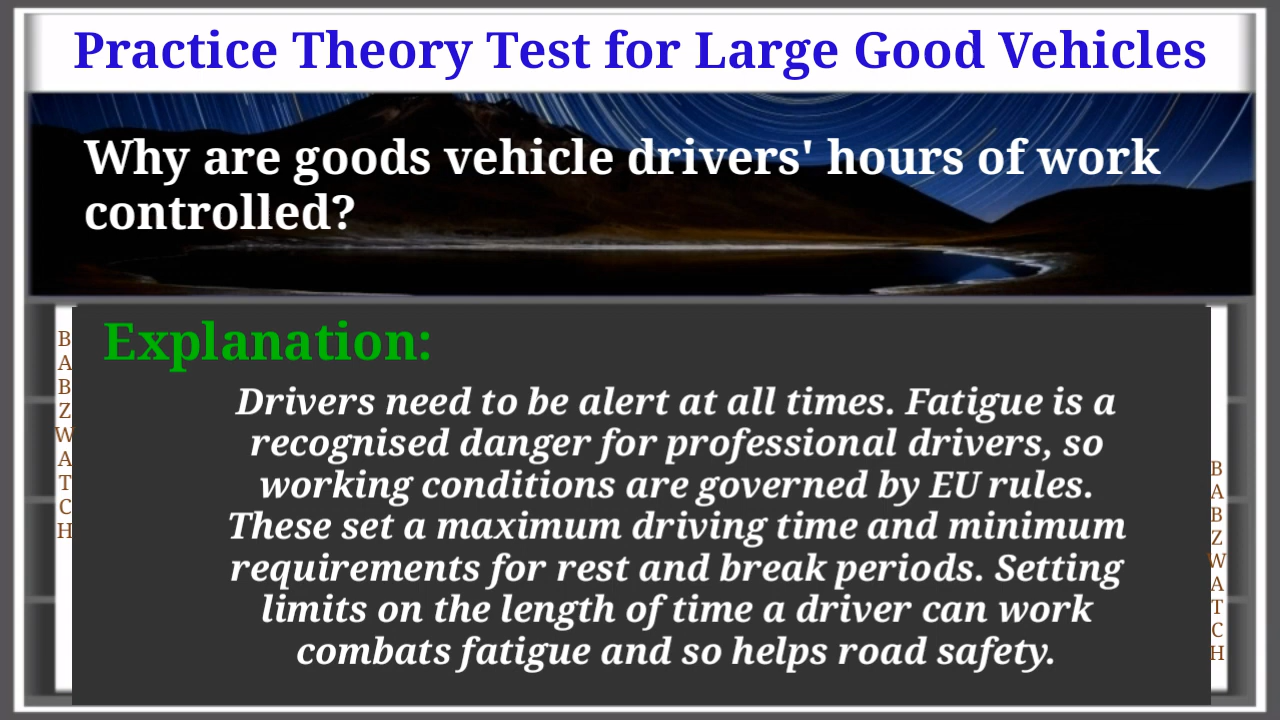 Practice Theory Test for Large Good Vehicles
Why are goods vehicle drivers' hours of work
controlled?
Explanation:
Drivers need to be alert at all times. Fatigue is a
recognised danger for professional drivers, so
working conditions are governed by EU rules.
These set a maximum driving time and minimum
requirements for rest and break periods. Setting
limits on the length of time a driver can work
combats fatigue and so helps road safety.
BABZWATCH
BABZWATCH